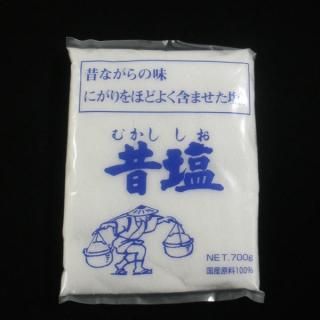 昔ながらの味
にがりをほどよく含ませた塩
むかし しお
昔塩
NET.700g
国産原料100%